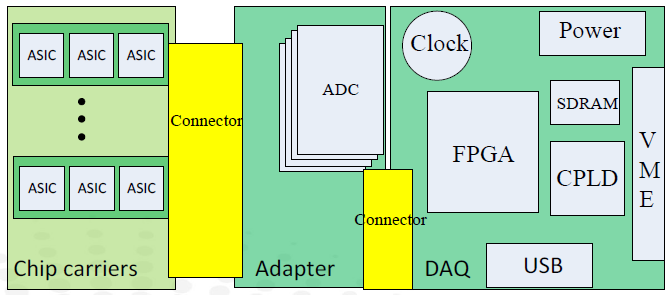 ASIC ASIC ASIC
ASIC ASIC ASIC
Chip carriers
Connector
ADC
Adapter
Connector
Clock
Power
FPGA
SDRAM
CPLD
V
M
E
DAQ
USB